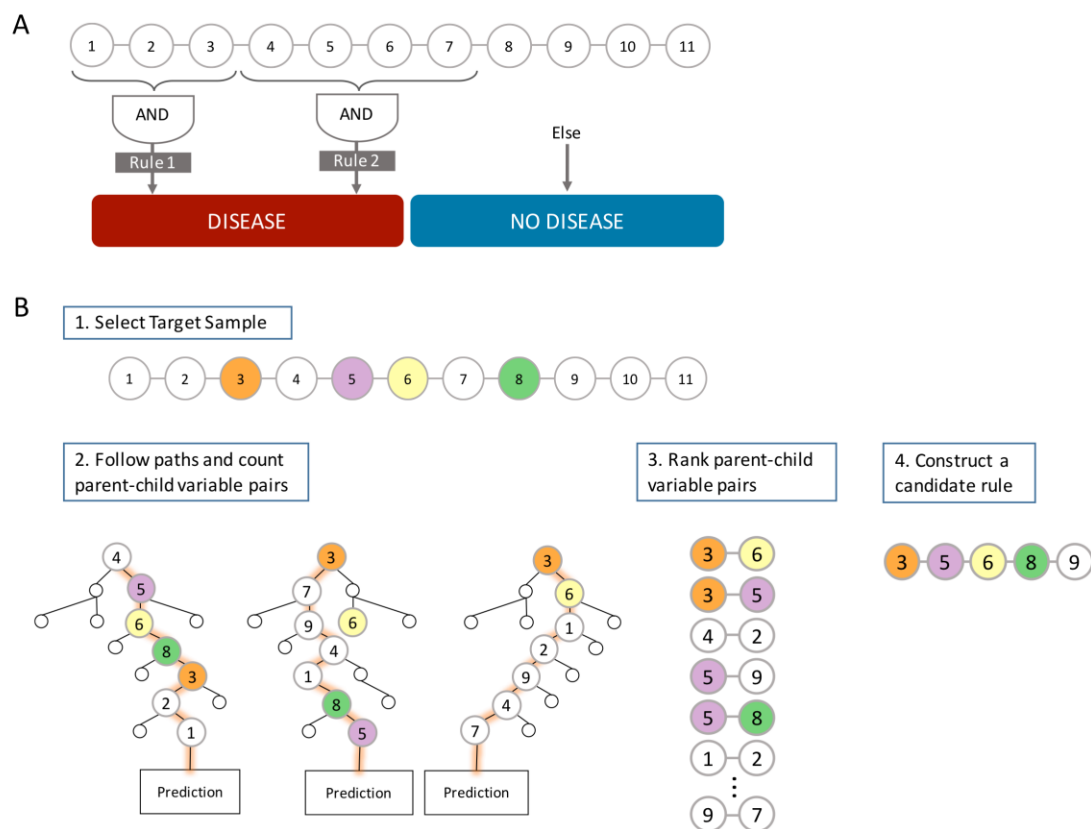 A
1 2 3 4 5 6 7 8 9 10 11
AND AND
Else
Rule 1 Rule 2
DISEASE NO DISEASE
B
1. Select Target Sample
1 2 3 4 5 6 7 8 9 10 11
2. Follow paths and count
parent-child variable pairs
4
5
6
8
3
2
1
Prediction
3
7
9 6
4
1
8
5
Prediction
3
6
1
2
9
4
7
Prediction
3. Rank parent-child
variable pairs
3 6
3 5
4 2
5 9
5 8
1 2
9 7
4. Construct a
candidate rule
3 5 6 8 9